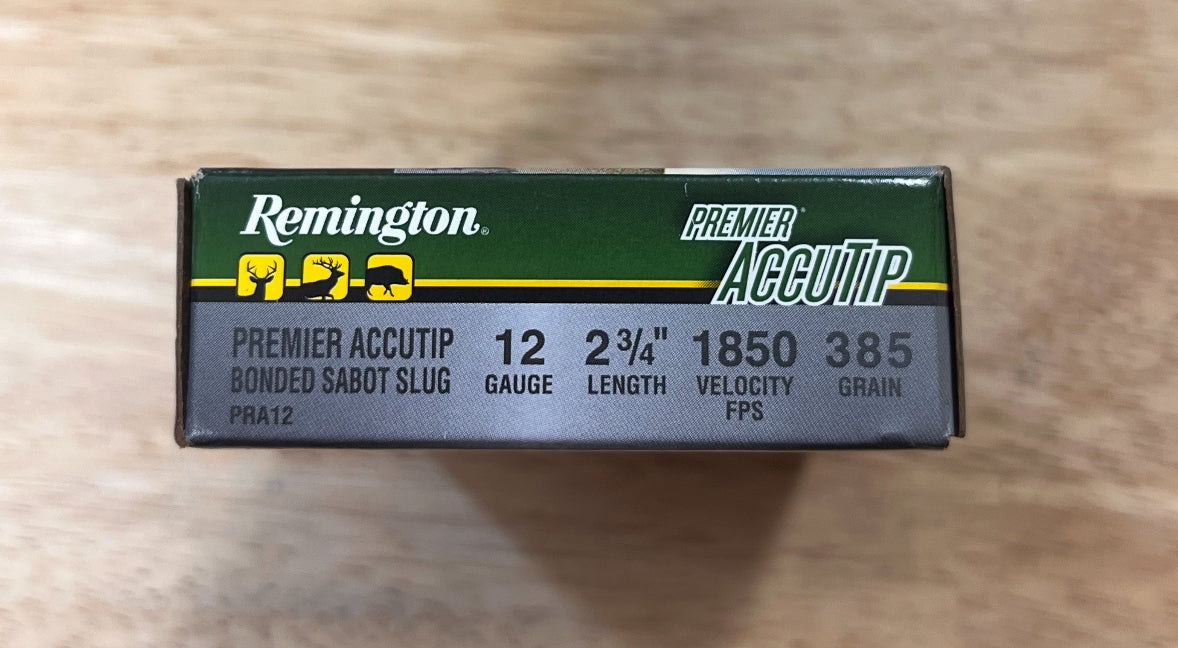 Remington®
PREMIER®
ACCUTIP
PREMIER ACCUTIP
BONDED SABOT SLUG
PRA12
12
GAUGE
2 3/4"
LENGTH
1850
VELOCITY
FPS
385
GRAIN